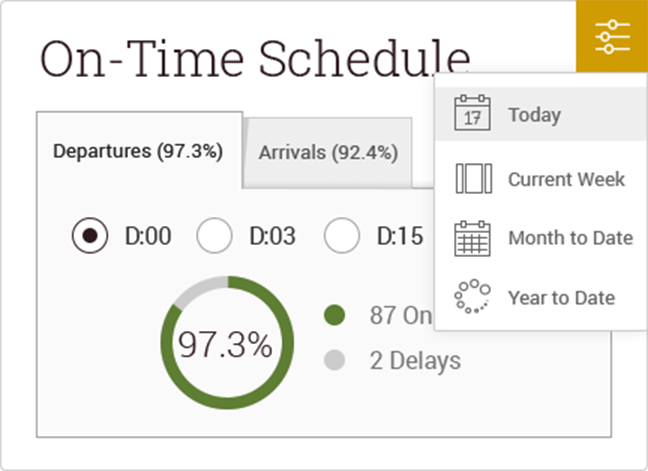 On-Time Schedule
Departures (97.3%)
Arrivals (92.4%)
17
Today
Current Week
Month to Date
Year to Date
D:00
D:03
D:15
97.3%
87 On
2 Delays